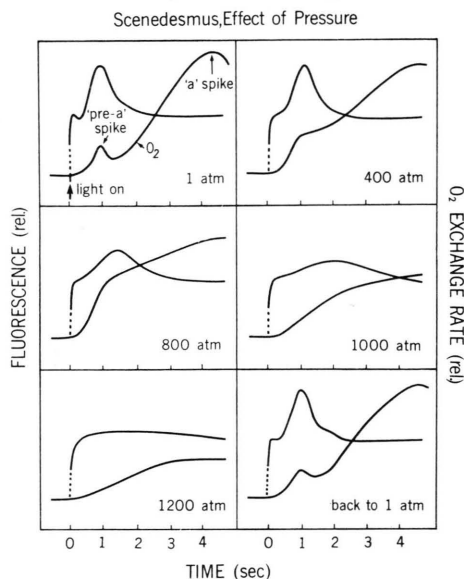 Scenedesmus, Effect of Pressure
FLUORESCENCE (rel.)
O₂ EXCHANGE RATE (rel.)
'a' spike
'pre-a'
spike
O₂
1 atm
light on
400 atm
800 atm
1000 atm
1200 atm
back to 1 atm
0 1 2 3 4
0 1 2 3 4
TIME (sec)